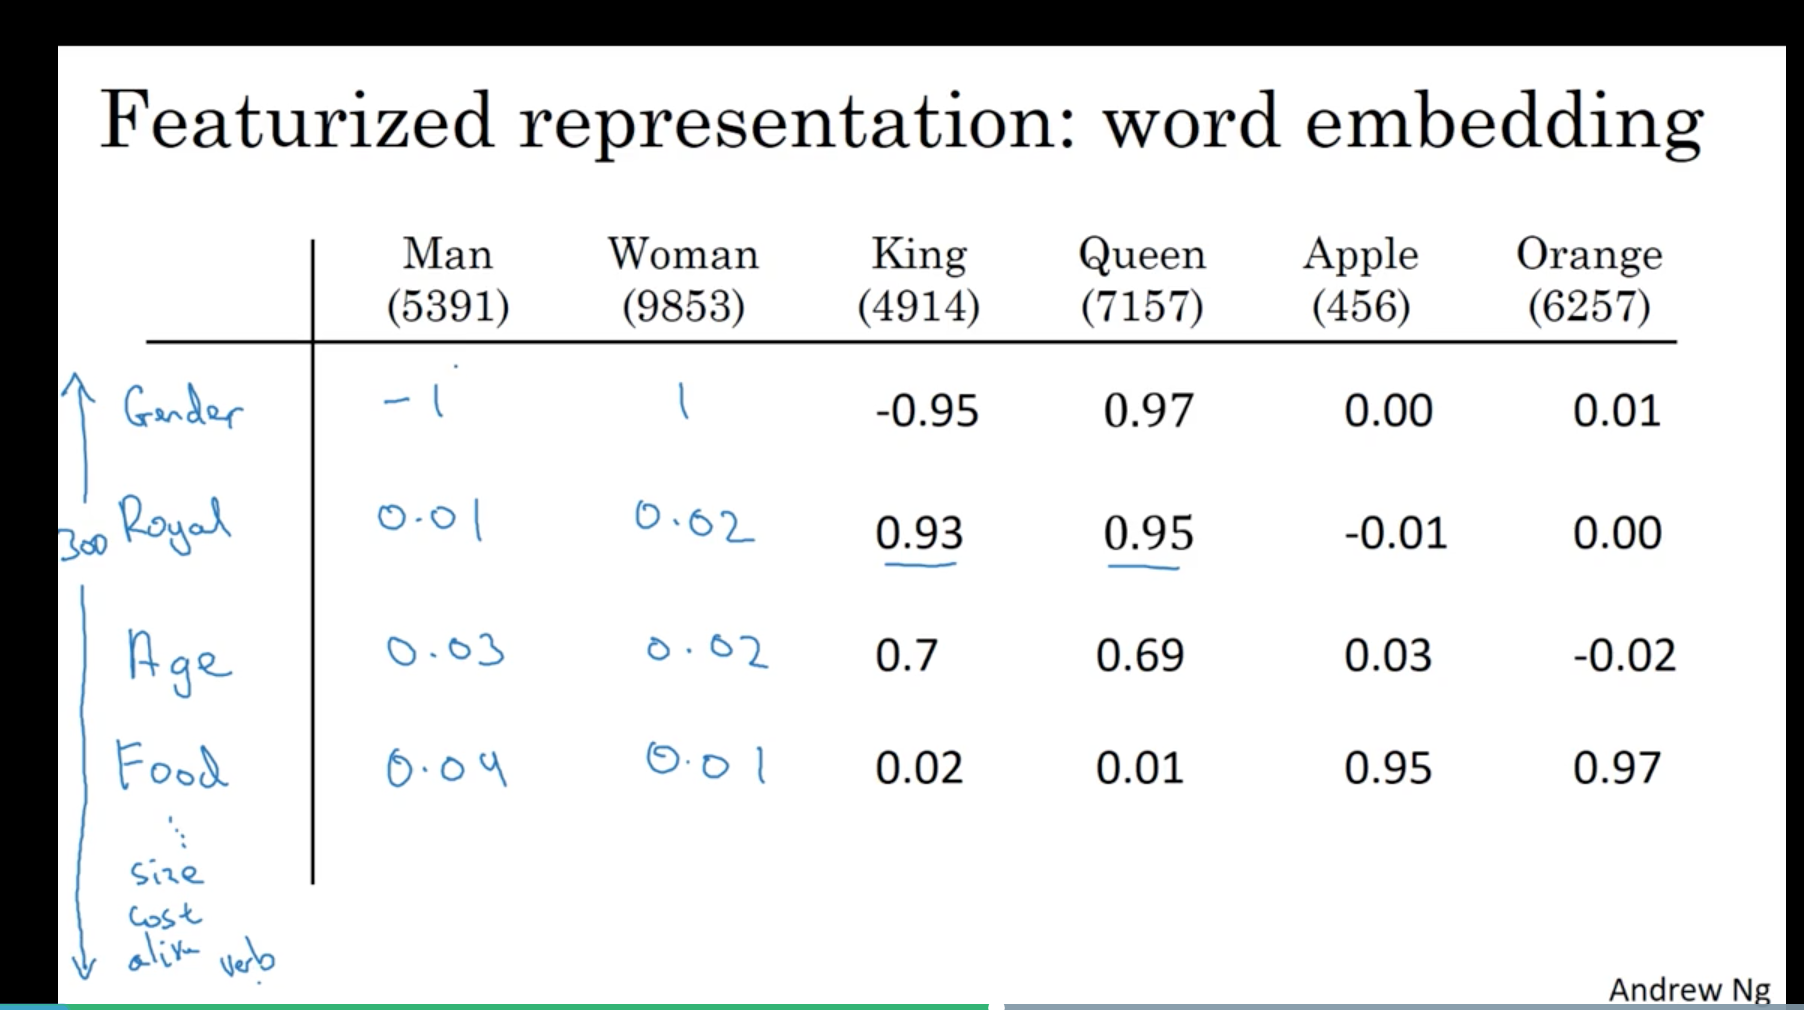 Featurized representation: word embedding
Man Woman King Queen Apple Orange
(5391) (9853) (4914) (7157) (456) (6257)
Gender -1 1 -0.95 0.97 0.00 0.01
300 Royal 0.01 0.02 0.93 0.95 -0.01 0.00
Age 0.03 0.02 0.7 0.69 0.03 -0.02
Food 0.04 0.01 0.02 0.01 0.95 0.97
size
cost
alive verb
Andrew Ng